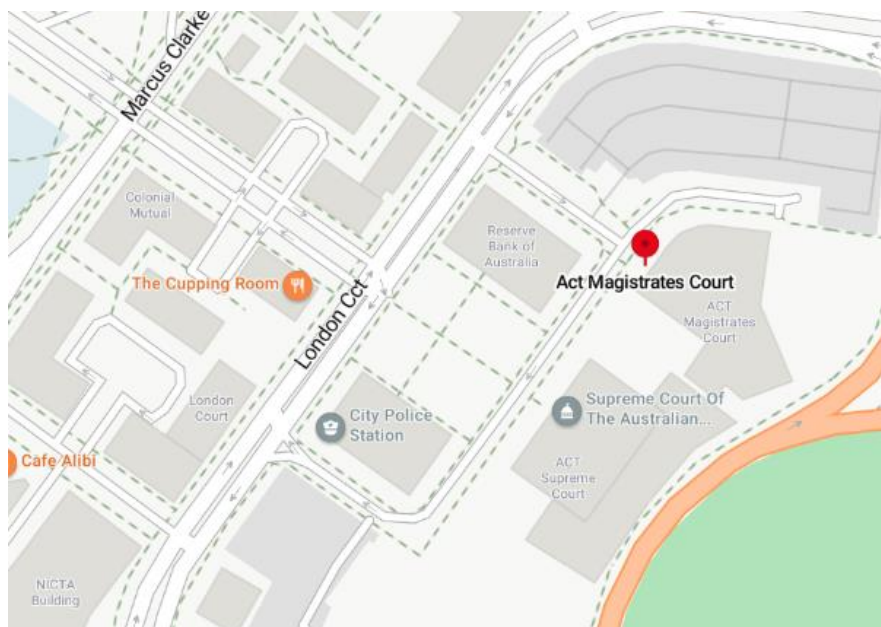 Marcus Clarke
Colonial
Mutual
Reserve
Bank of
Australia
The Cupping Room
Act Magistrates Court
ACT
Magistrates
Court
London Cct
London
Court
City Police
Station
Supreme Court Of
The Australian...
Cafe Alibi
ACT
Supreme
Court
NICTA
Building